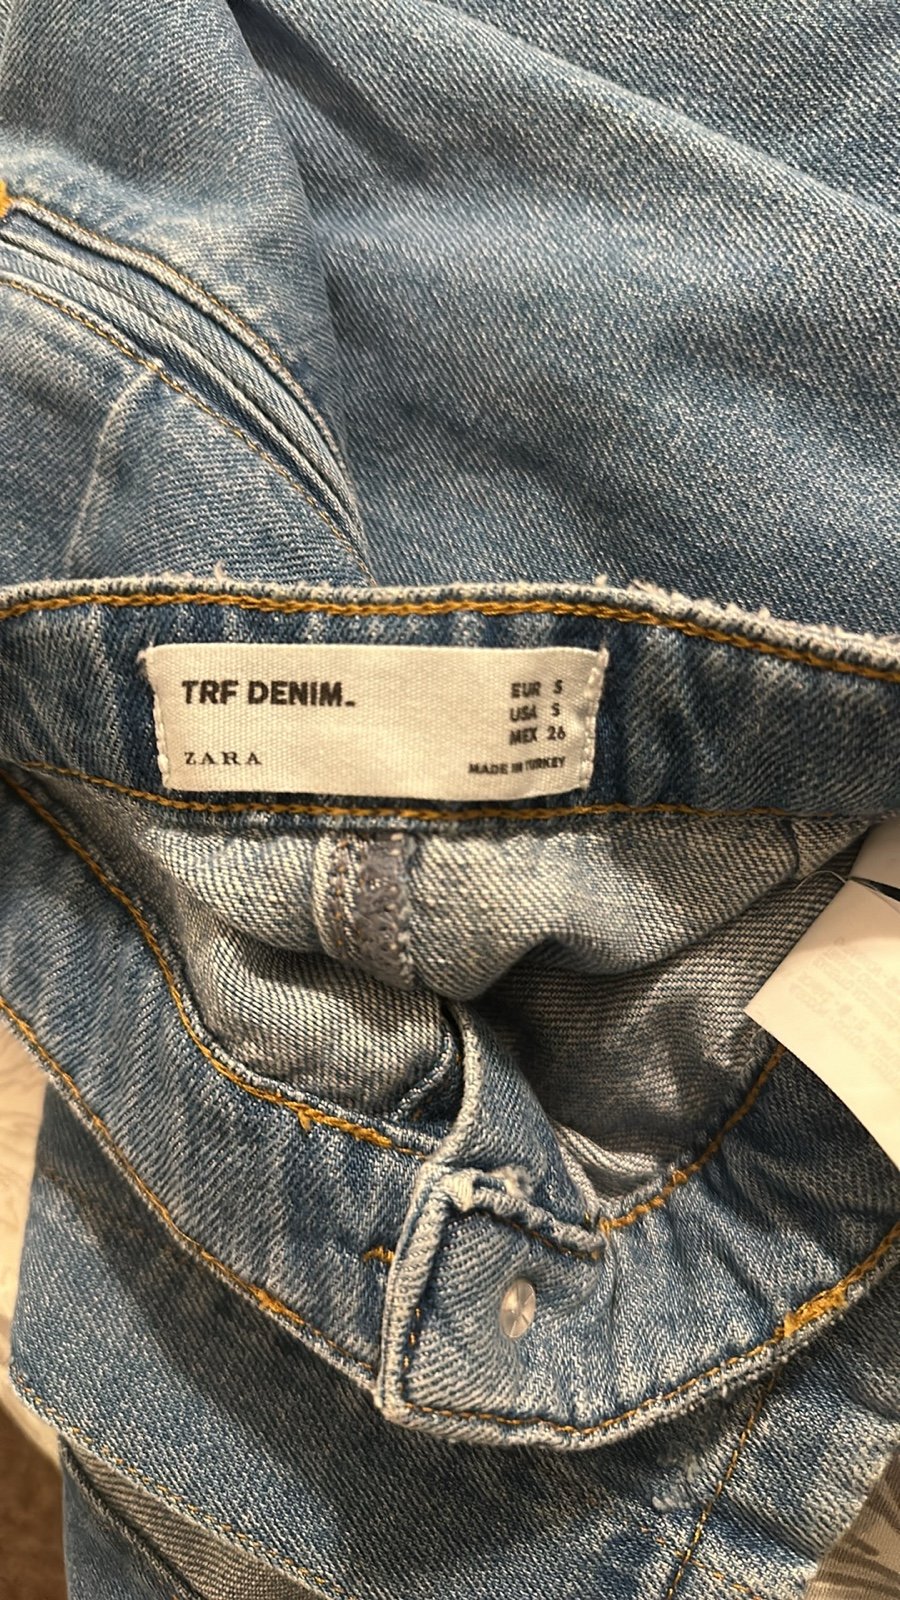 TRF DENIM.
ZARA
EUR S
USA S
MEX 26
MADE IN TURKEY